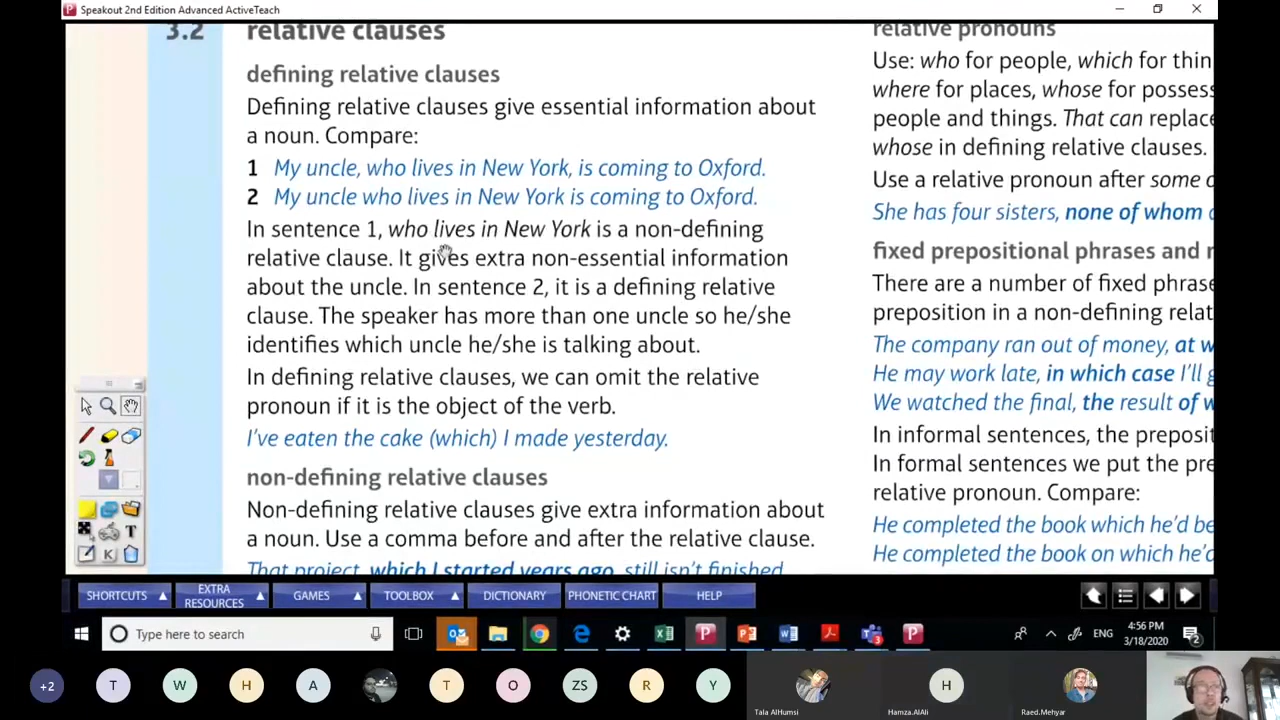 Speakout 2nd Edition Advanced ActiveTeach
3.2 relative clauses
defining relative clauses
Defining relative clauses give essential information about
a noun. Compare:
1 My uncle, who lives in New York, is coming to Oxford.
2 My uncle who lives in New York is coming to Oxford.
In sentence 1, who lives in New York is a non-defining
relative clause. It gives extra non-essential information
about the uncle. In sentence 2, it is a defining relative
clause. The speaker has more than one uncle so he/she
identifies which uncle he/she is talking about.
In defining relative clauses, we can omit the relative
pronoun if it is the object of the verb.
I've eaten the cake (which) I made yesterday.
non-defining relative clauses
Non-defining relative clauses give extra information about
a noun. Use a comma before and after the relative clause.
That project, which I started years ago, still isn't finished
relative pronouns
Use: who for people, which for thin
where for places, whose for possess
people and things. That can replace
whose in defining relative clauses.
Use a relative pronoun after some
She has four sisters, none of whom
fixed prepositional phrases and r
There are a number of fixed phrase
preposition in a non-defining relat
The company ran out of money, at w
He may work late, in which case I'll g
We watched the final, the result of w
In informal sentences, the preposit
In formal sentences we put the pre
relative pronoun. Compare:
He completed the book which he'd be
He completed the book on which he'd
T
K
SHORTCUTS
EXTRA RESOURCES
GAMES
TOOLBOX
DICTIONARY
PHONETIC CHART
HELP
Type here to search
ENG
4:56 PM
3/18/2020
2
3
+2
T
W
H
A
T
O
ZS
R
Y
H
Tala AlHumsi
Hamza.AlAli
Raed.Mehyar